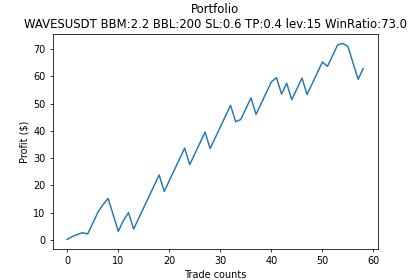 Portfolio
WAVESUSDT BBM:2.2 BBL:200 SL:0.6 TP:0.4 lev:15 WinRatio:73.0
70
60
50
40
30
20
10
0
Profit ($)
0 10 20 30 40 50 60
Trade counts